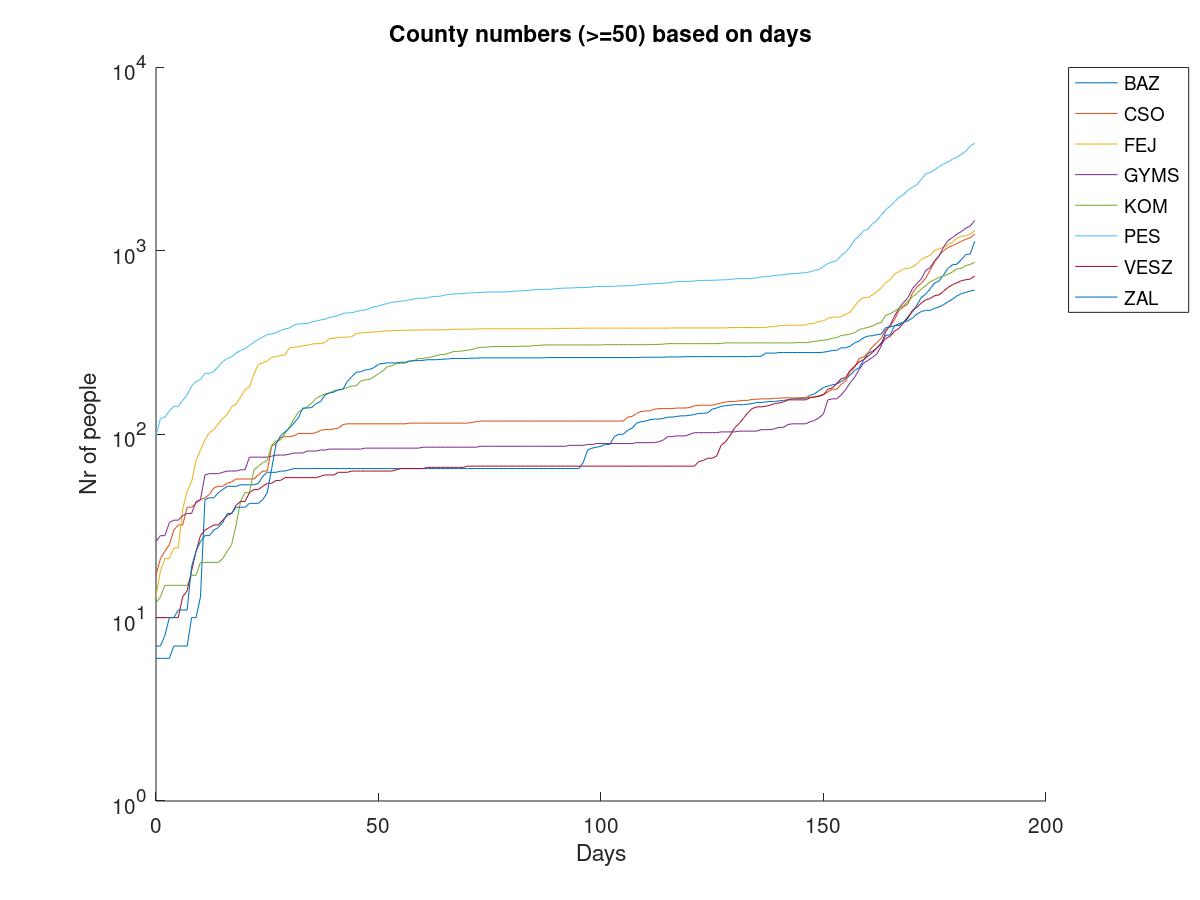 County numbers (>=50) based on days
10^4
10^3
10^2
10^1
10^0
Nr of people
0 50 100 150 200
Days
BAZ
CSO
FEJ
GYMS
KOM
PES
VESZ
ZAL